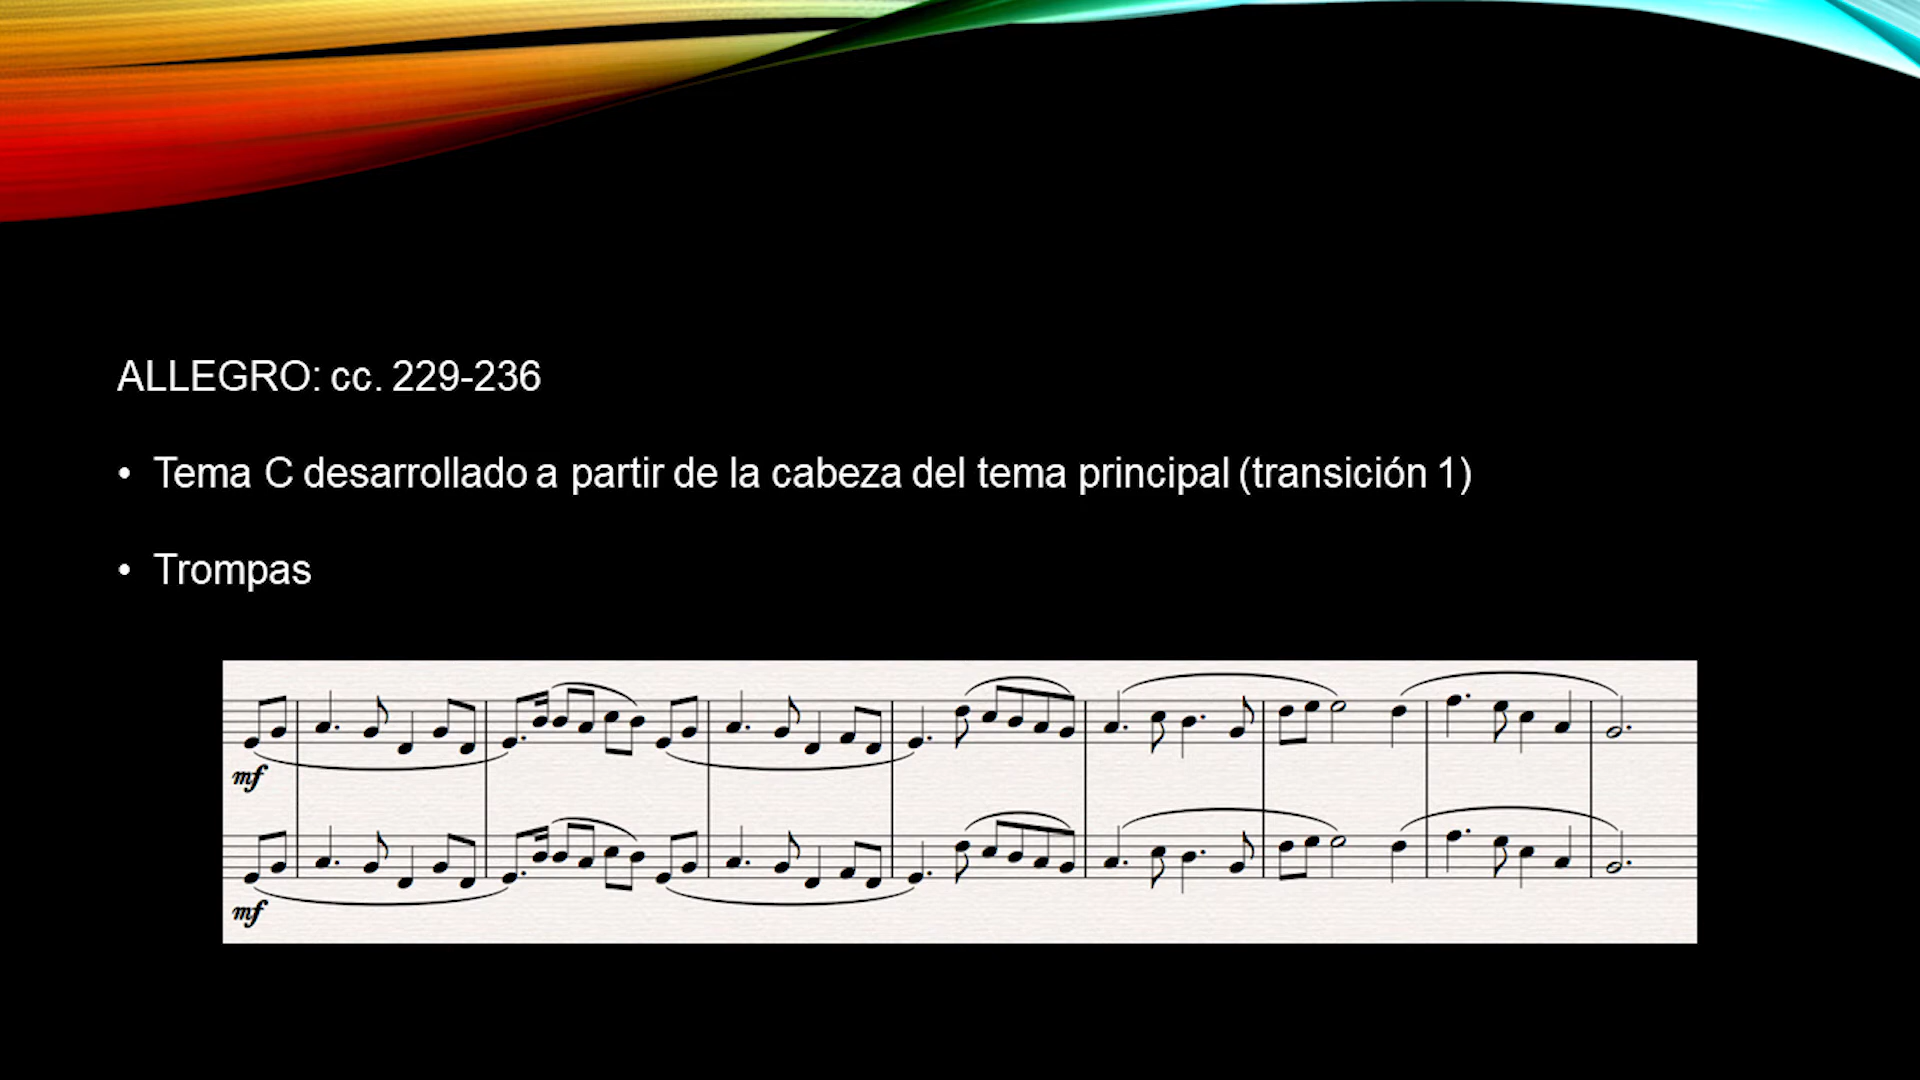 ALLEGRO: cc. 229-236
• Tema C desarrollado a partir de la cabeza del tema principal (transición 1)
• Trompas
mf
mf